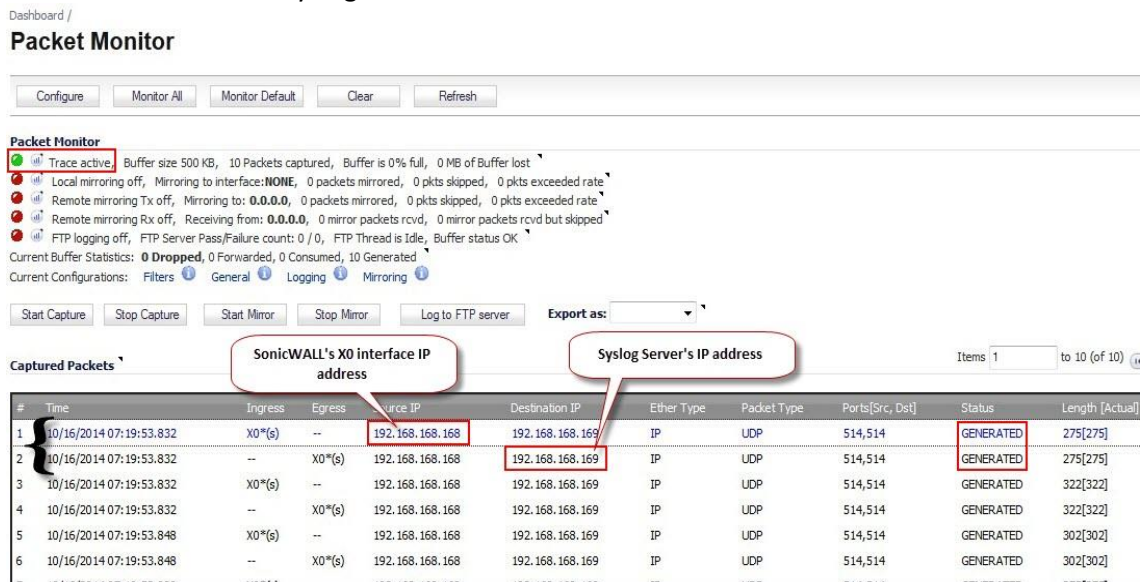 Dashboard /
Packet Monitor
Configure Monitor All Monitor Default Clear Refresh
Packet Monitor
Trace active, Buffer size 500 KB, 10 Packets captured, Buffer is 0% full, 0 MB of Buffer lost
Local mirroring off, Mirroring to interface:NONE, 0 packets mirrored, 0 pkts skipped, 0 pkts exceeded rate
Remote mirroring Tx off, Mirroring to: 0.0.0.0, 0 packets mirrored, 0 pkts skipped, 0 pkts exceeded rate
Remote mirroring Rx off, Receiving from: 0.0.0.0, 0 mirror packets rcvd, 0 mirror packets rcvd but skipped
FTP logging off, FTP Server Pass/Failure count: 0 / 0, FTP Thread is Idle, Buffer status OK
Current Buffer Statistics: 0 Dropped, 0 Forwarded, 0 Consumed, 10 Generated
Current Configurations: Filters General Logging Mirroring
Start Capture Stop Capture Start Mirror Stop Mirror Log to FTP server Export as:
SonicWALL's X0 interface IP
address
Syslog Server's IP address
Captured Packets Items 1 to 10 (of 10)
# Time Ingress Egress Source IP Destination IP Ether Type Packet Type Ports[Src, Dst] Status Length [Actual]
1 10/16/2014 07:19:53.832 X0*(s) -- 192.168.168.168 192.168.168.169 IP UDP 514,514 GENERATED 275[275]
2 10/16/2014 07:19:53.832 -- X0*(s) 192.168.168.168 192.168.168.169 IP UDP 514,514 GENERATED 275[275]
3 10/16/2014 07:19:53.832 X0*(s) -- 192.168.168.168 192.168.168.169 IP UDP 514,514 GENERATED 322[322]
4 10/16/2014 07:19:53.832 -- X0*(s) 192.168.168.168 192.168.168.169 IP UDP 514,514 GENERATED 322[322]
5 10/16/2014 07:19:53.848 X0*(s) -- 192.168.168.168 192.168.168.169 IP UDP 514,514 GENERATED 302[302]
6 10/16/2014 07:19:53.848 -- X0*(s) 192.168.168.168 192.168.168.169 IP UDP 514,514 GENERATED 302[302]